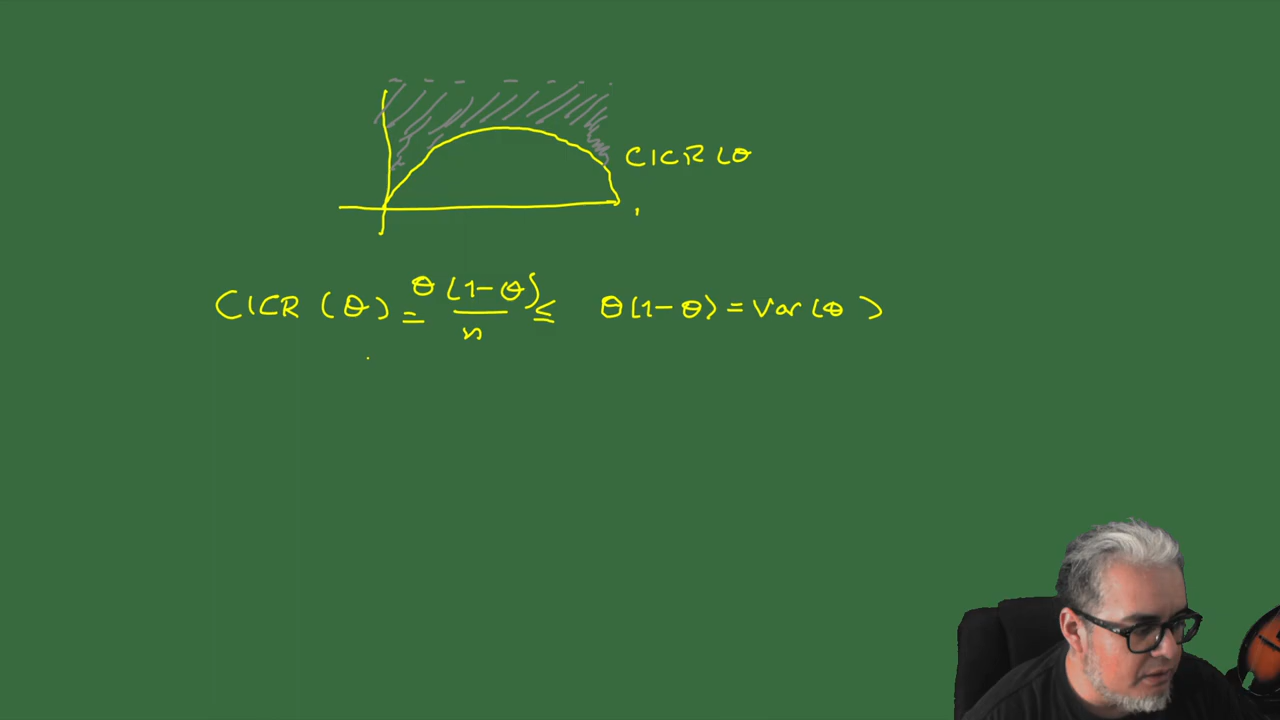 CICR(θ
CICR (θ) = θ(1-θ)/n ≤ θ(1-θ) = Var(θ )